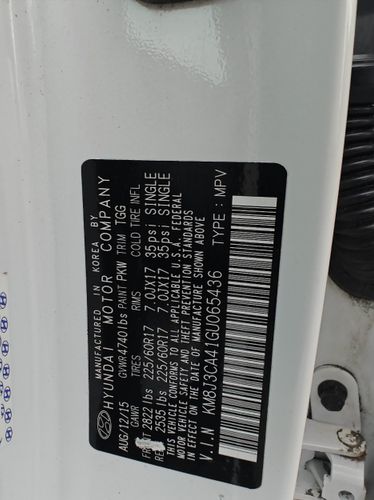 MANUFACTURED IN KOREA BY
HYUNDAI MOTOR COMPANY
AUG/12/15 GVWR 4740lbs PAINT PKW TRIM TGG
GAWR TIRES RIMS COLD TIRE INFL
FRONT 2822 lbs 225/60R17 7.0JX17 35psi SINGLE
2535 lbs 225/60R17 7.0JX17 35psi SINGLE
THIS VEHICLE CONFORMS TO ALL APPLICABLE U.S.A. FEDERAL
MOTOR VEHICLE SAFETY AND THEFT PREVENTION
STANDARDS IN EFFECT ON THE DATE OF MANUFACTURE SHOWN ABOVE
V.I.N : KM8J3CA41GU065436 TYPE : MPV